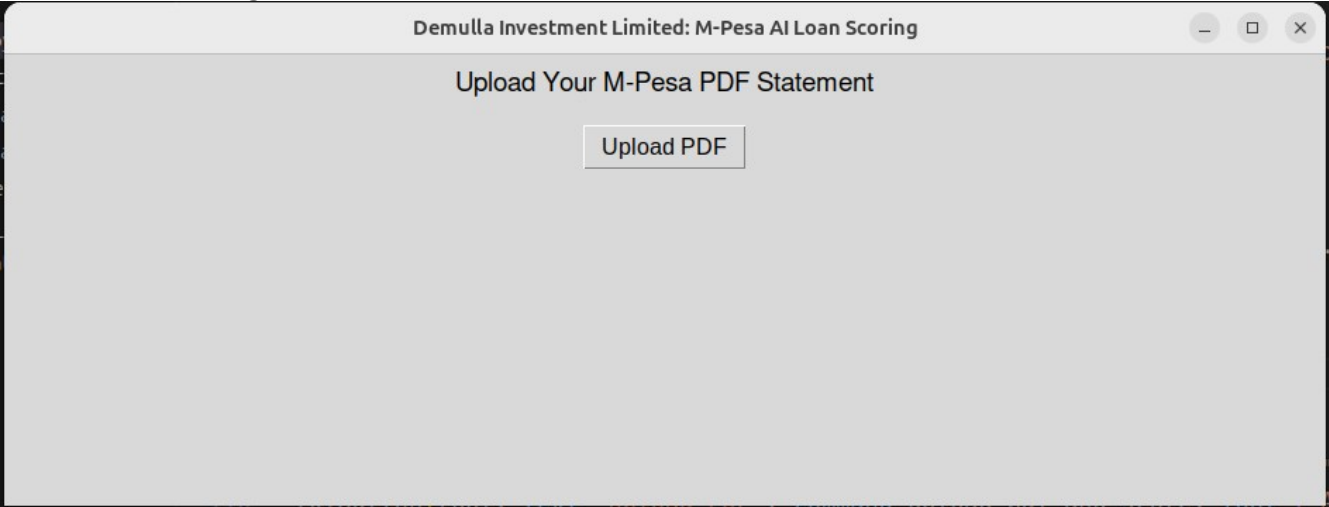 Demulla Investment Limited: M-Pesa AI Loan Scoring
Upload Your M-Pesa PDF Statement
Upload PDF